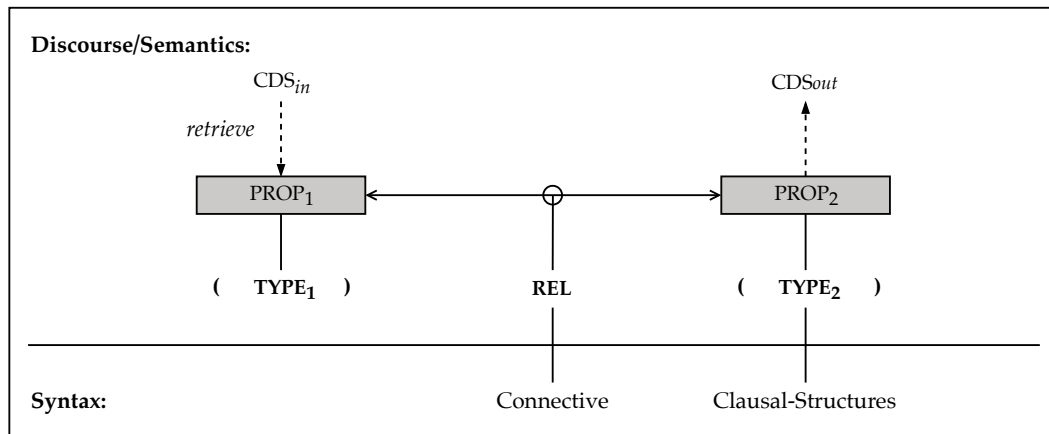 Discourse/Semantics:
CDSin CDSout
retrieve
PROP1 PROP2
( TYPE1 ) REL ( TYPE2 )
Syntax: Connective Clausal-Structures